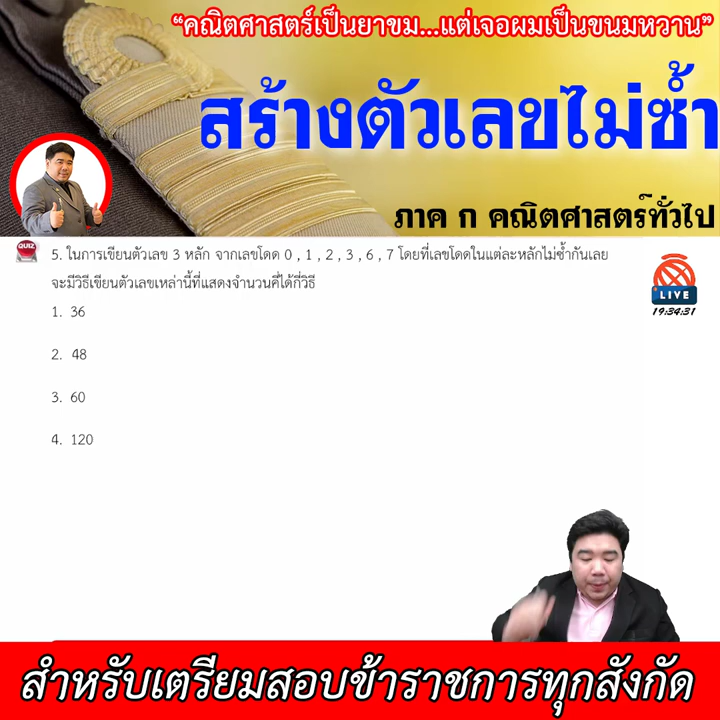 “คณิตศาสตร์เป็นยาขม...แต่เจอผมเป็นขนมหวาน”
สร้างตัวเลขไม่ซ้ำ
ภาค ก คณิตศาสตร์ทั่วไป
QUIZ
5. ในการเขียนตัวเลข 3 หลัก จากเลขโดด 0 , 1 , 2 , 3 , 6 , 7 โดยที่เลขโดดในแต่ละหลักไม่ซ้ำกันเลย
จะมีวิธีเขียนตัวเลขเหล่านี้ที่แสดงจำนวนคี่ได้กี่วิธี
LIVE
19:34:31
1. 36
2. 48
3. 60
4. 120
สำหรับเตรียมสอบข้าราชการทุกสังกัด